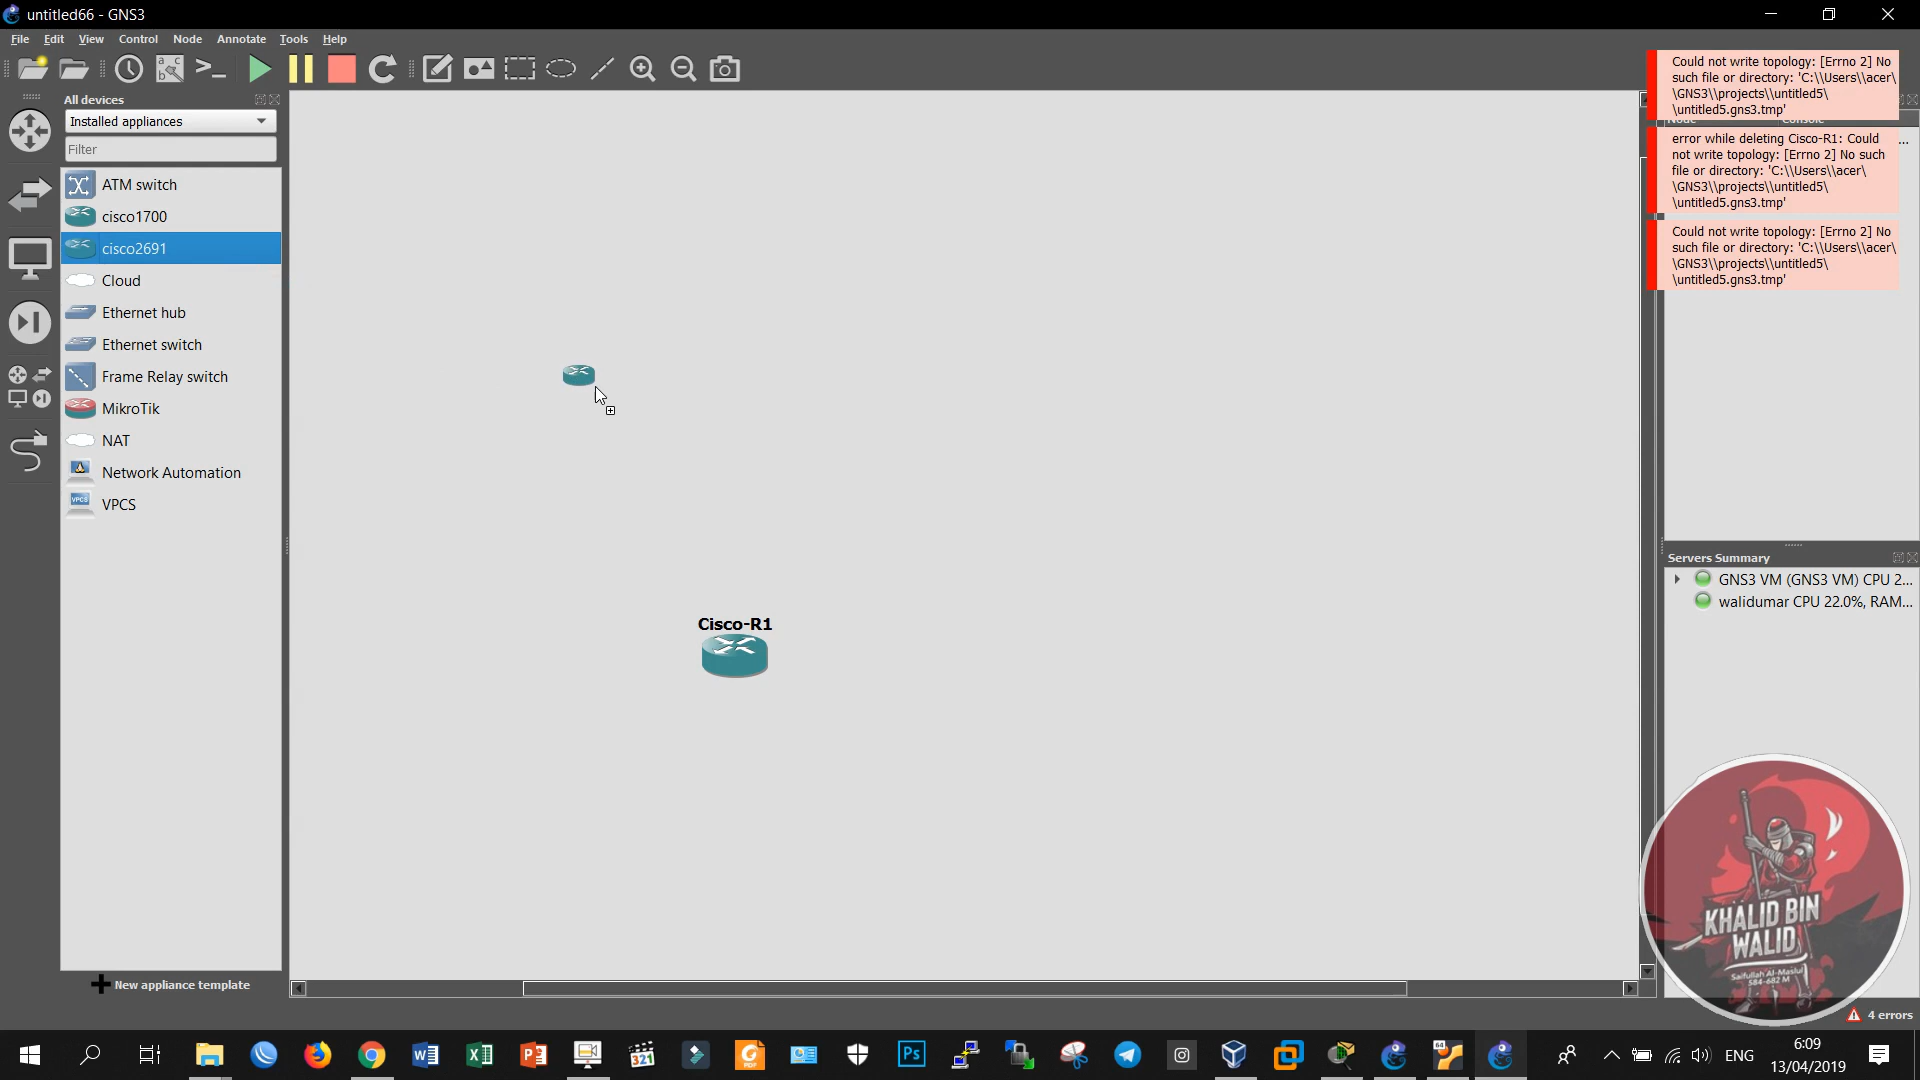 untitled66 - GNS3
File Edit View Control Node Annotate Tools Help
All devices
Installed appliances
Filter
ATM switch
cisco1700
cisco2691
Cloud
Ethernet hub
Ethernet switch
Frame Relay switch
MikroTik
NAT
Network Automation
VPCS
New appliance template
Cisco-R1
Could not write topology: [Errno 2] No
such file or directory: 'C:\\Users\\acer\
\GNS3\\projects\\untitled5\
\untitled5.gns3.tmp'
error while deleting Cisco-R1: Could
not write topology: [Errno 2] No such
file or directory: 'C:\\Users\\acer\
\GNS3\\projects\\untitled5\
\untitled5.gns3.tmp'
Could not write topology: [Errno 2] No
such file or directory: 'C:\\Users\\acer\
\GNS3\\projects\\untitled5\
\untitled5.gns3.tmp'
Servers Summary
GNS3 VM (GNS3 VM) CPU 2...
walidumar CPU 22.0%, RAM...
KHALID BIN
WALID
Saifullah Al-Maslul
584-682 M
4 errors
ENG
6:09
13/04/2019